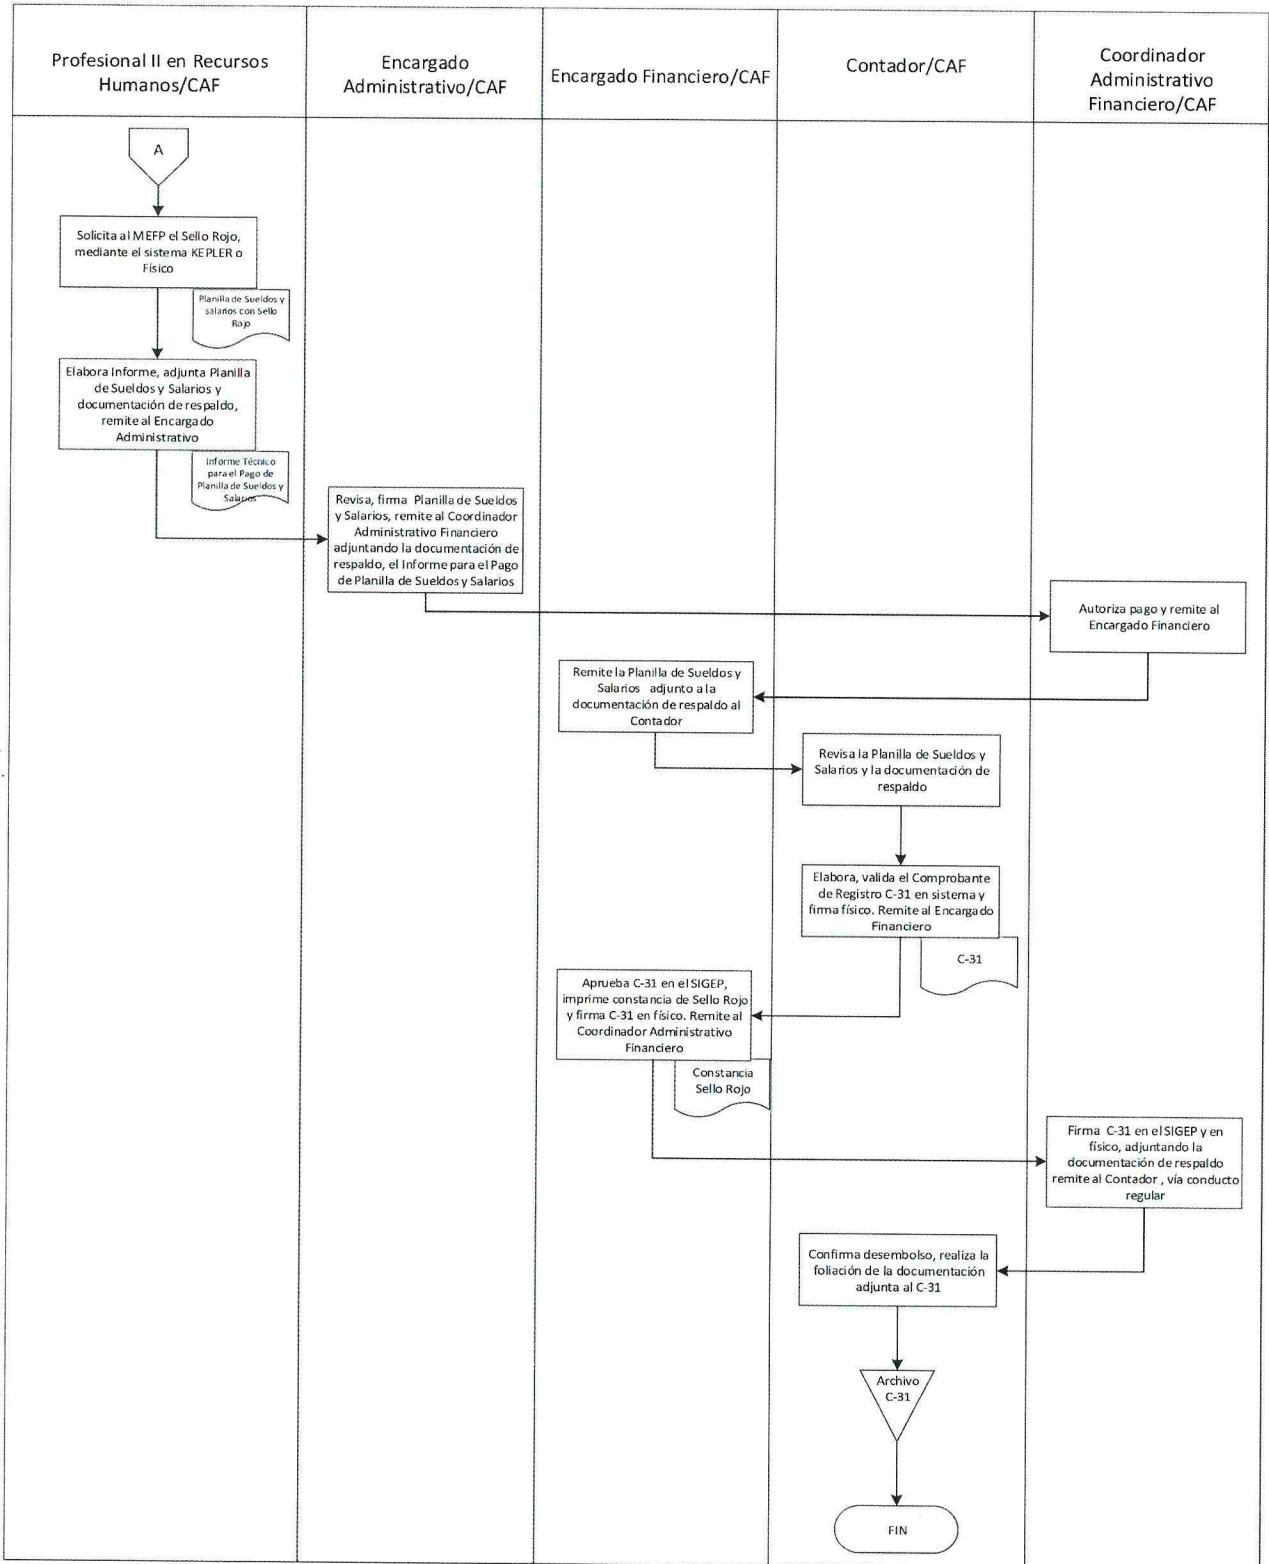 Profesional II en Recursos
Humanos/CAF
Encargado
Administrativo/CAF
Encargado Financiero/CAF
Contador/CAF
Coordinador
Administrativo
Financiero/CAF
A
Solicita al MEFP el Sello Rojo,
mediante el sistema KEPLER o
Físico
Planilla de Sueldos y
salarios con Sello
Rojo
Elabora Informe, adjunta Planilla
de Sueldos y Salarios y
documentación de respaldo,
remite al Encargado
Administrativo
Informe Técnico
para el Pago de
Planilla de Sueldos y
Salarios
Revisa, firma Planilla de Sueldos
y Salarios, remite al Coordinador
Administrativo Financiero
adjuntando la documentación de
respaldo, el Informe para el Pago
de Planilla de Sueldos y Salarios
Autoriza pago y remite al
Encargado Financiero
Remite la Planilla de Sueldos y
Salarios adjunto a la
documentación de respaldo al
Contador
Revisa la Planilla de Sueldos y
Salarios y la documentación de
respaldo
Elabora, valida el Comprobante
de Registro C-31 en sistema y
firma físico. Remite al Encargado
Financiero
C-31
Aprueba C-31 en el SIGEP,
imprime constancia de Sello Rojo
y firma C-31 en físico. Remite al
Coordinador Administrativo
Financiero
Constancia
Sello Rojo
Firma C-31 en el SIGEP y en
físico, adjuntando la
documentación de respaldo
remite al Contador , vía conducto
regular
Confirma desembolso, realiza la
foliación de la documentación
adjunta al C-31
Archivo
C-31
FIN